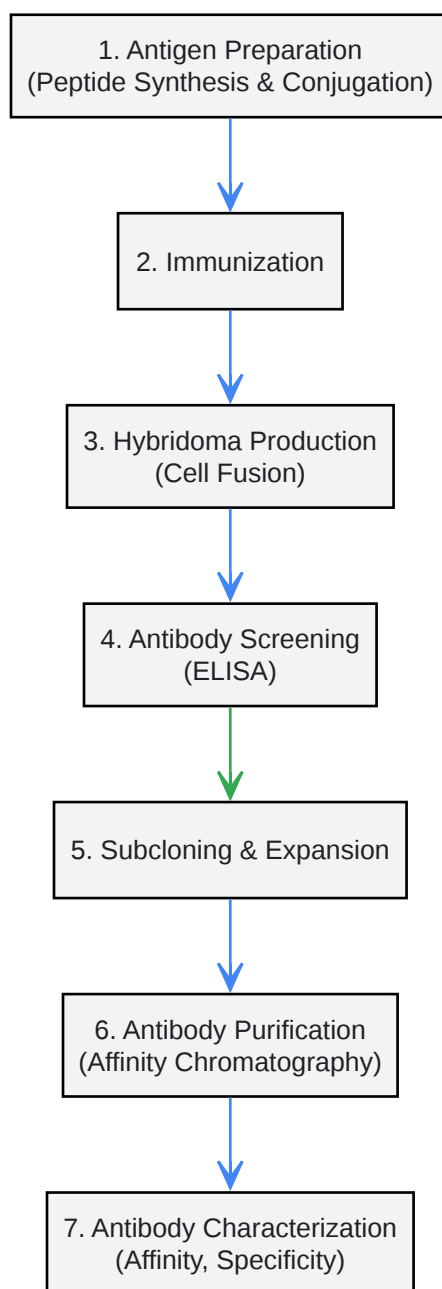 1. Antigen Preparation
(Peptide Synthesis & Conjugation)
2. Immunization
3. Hybridoma Production
(Cell Fusion)
4. Antibody Screening
(ELISA)
5. Subcloning & Expansion
6. Antibody Purification
(Affinity Chromatography)
7. Antibody Characterization
(Affinity, Specificity)